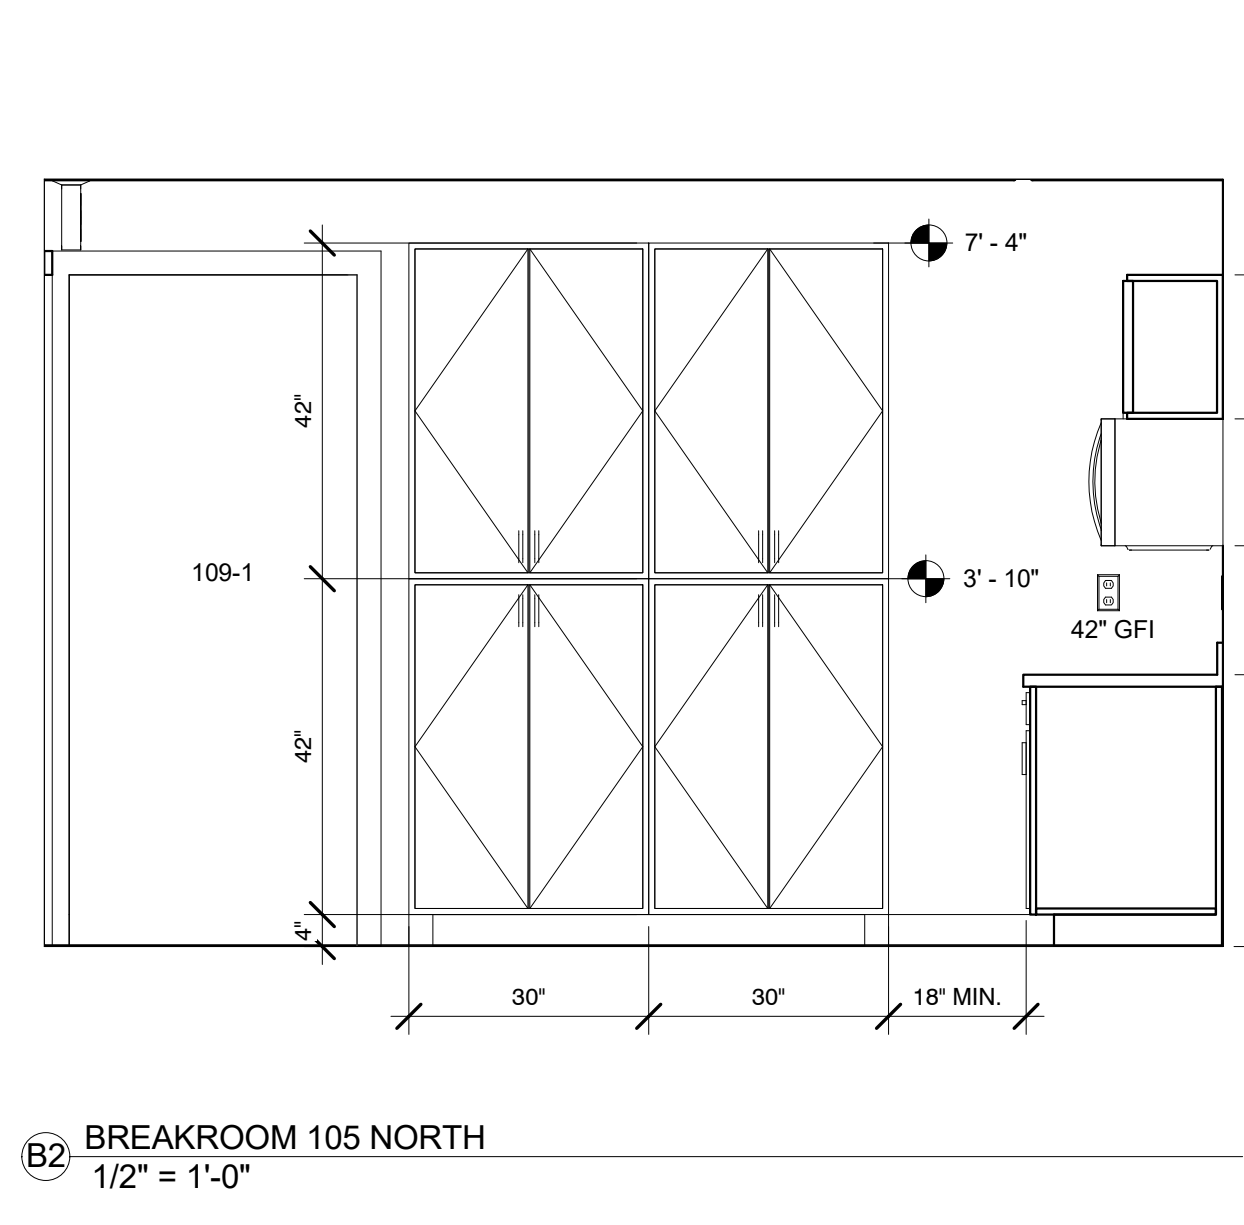 7' - 4"
42"
109-1
3' - 10"
42" GFI
42"
4"
30"
30"
18" MIN.
B2
BREAKROOM 105 NORTH
1/2" = 1'-0"